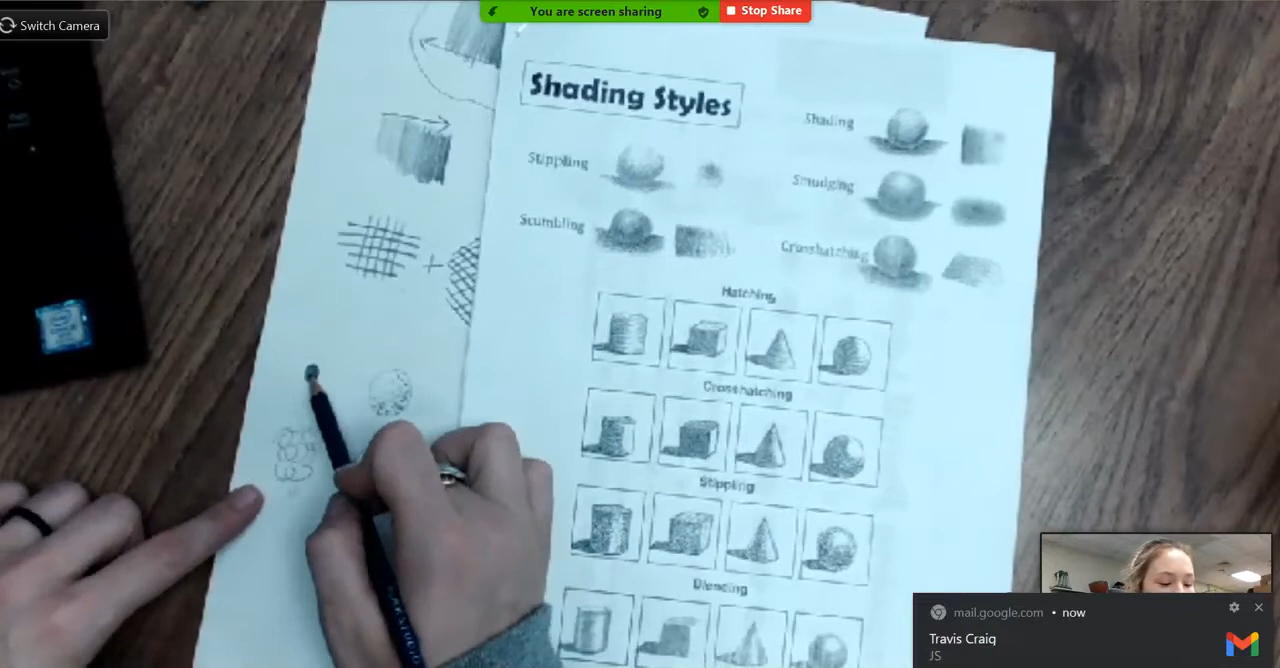 Switch Camera
You are screen sharing
Stop Share
Shading Styles
Shading
Stippling
Smudging
Scumbling
Crosshatching
Hatching
Crosshatching
Stippling
Blending
mail.google.com • now
Travis Craig
JS